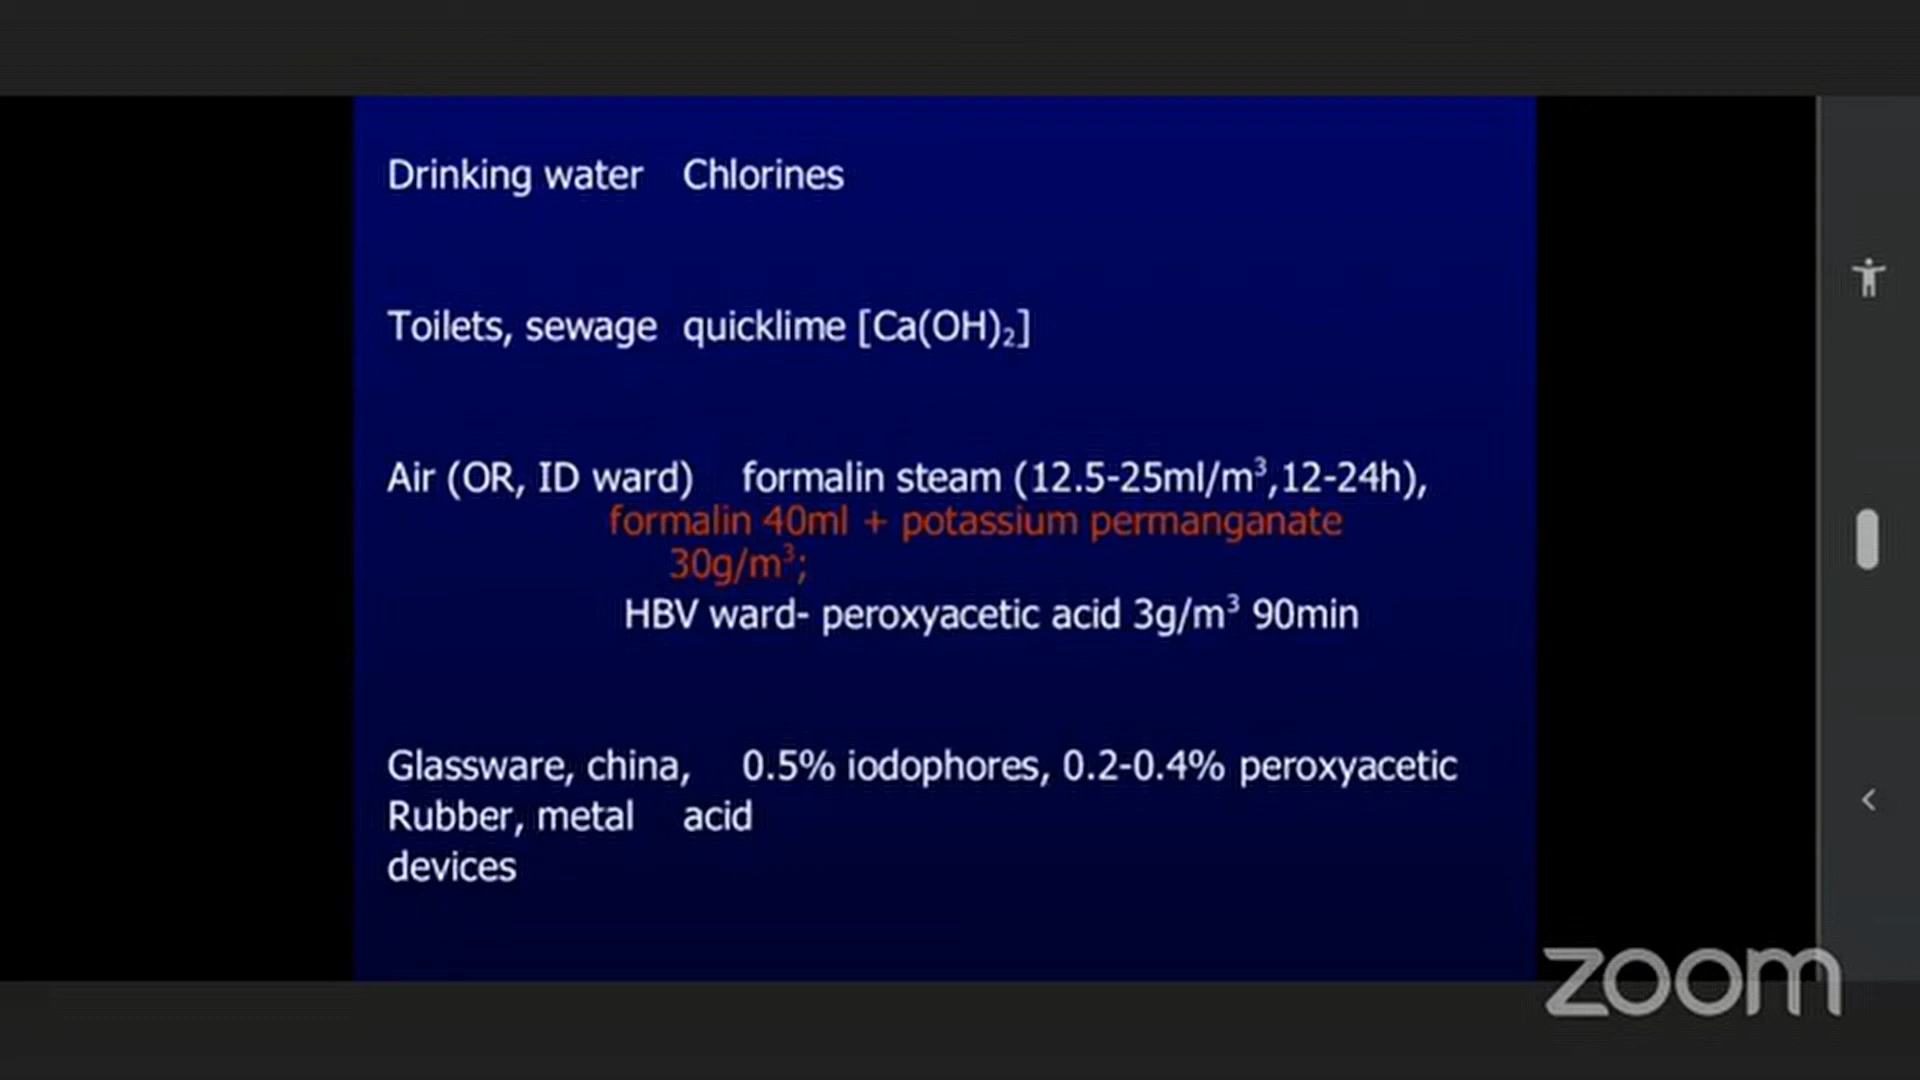 Drinking water Chlorines
Toilets, sewage quicklime [Ca(OH)₂]
Air (OR, ID ward) formalin steam (12.5-25ml/m³,12-24h),
formalin 40ml + potassium permanganate
30g/m³;
HBV ward- peroxyacetic acid 3g/m³ 90min
Glassware, china, 0.5% iodophores, 0.2-0.4% peroxyacetic
Rubber, metal acid
devices
zoom